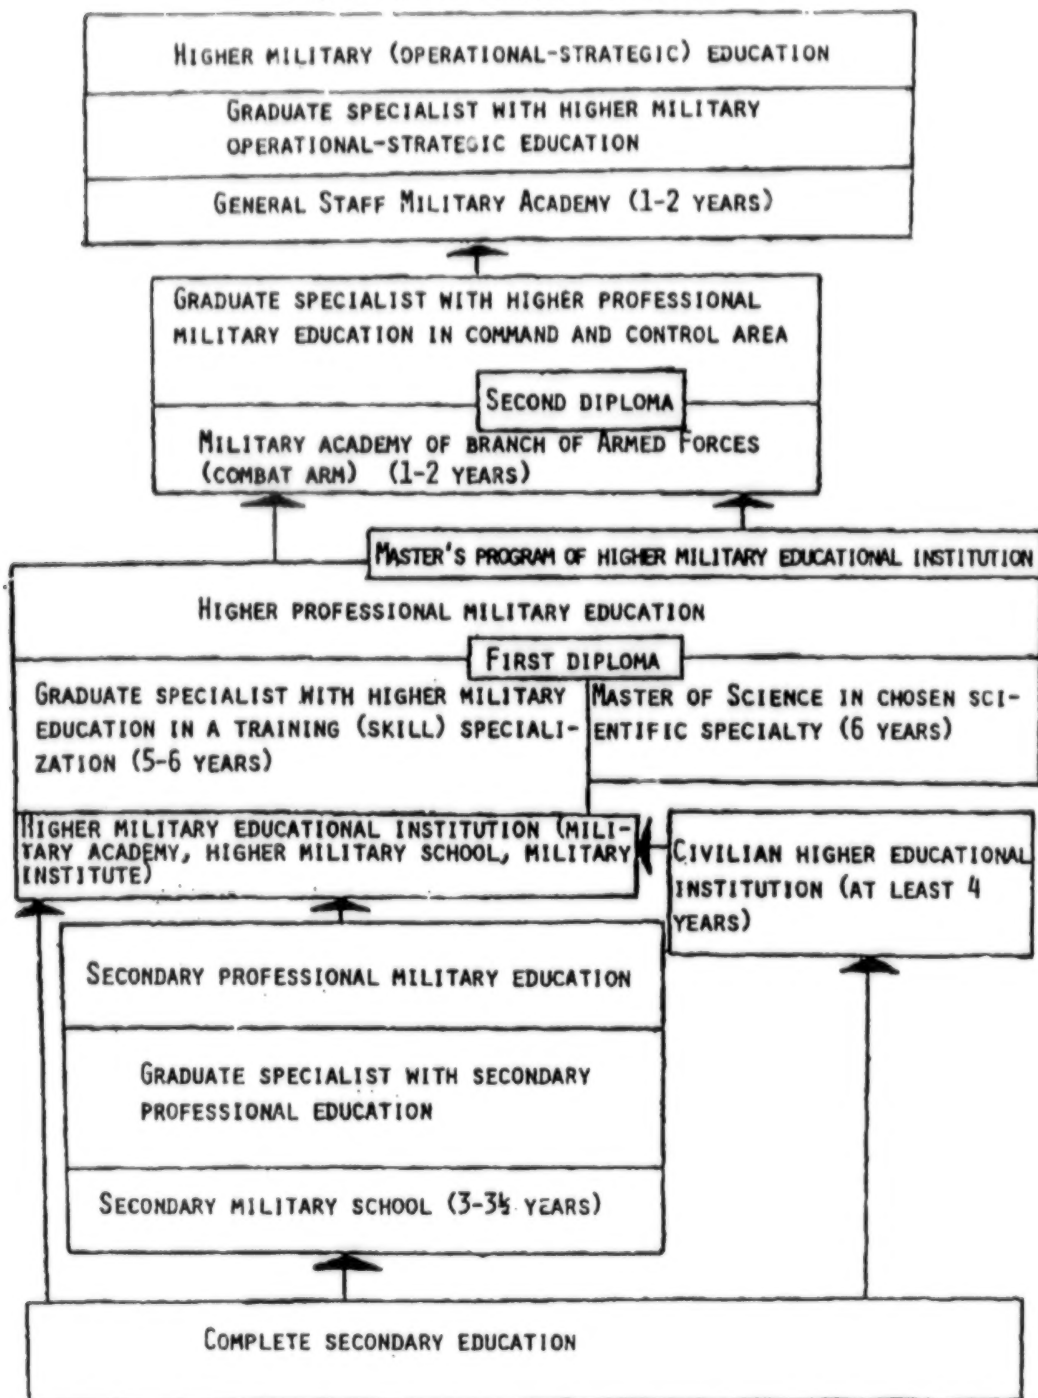 HIGHER MILITARY (OPERATIONAL-STRATEGIC) EDUCATION
GRADUATE SPECIALIST WITH HIGHER MILITARY
OPERATIONAL-STRATEGIC EDUCATION
GENERAL STAFF MILITARY ACADEMY (1-2 YEARS)
GRADUATE SPECIALIST WITH HIGHER PROFESSIONAL
MILITARY EDUCATION IN COMMAND AND CONTROL AREA
SECOND DIPLOMA
MILITARY ACADEMY OF BRANCH OF ARMED FORCES
(COMBAT ARM) (1-2 YEARS)
MASTER'S PROGRAM OF HIGHER MILITARY EDUCATIONAL INSTITUTION
HIGHER PROFESSIONAL MILITARY EDUCATION
FIRST DIPLOMA
GRADUATE SPECIALIST WITH HIGHER MILITARY
EDUCATION IN A TRAINING (SKILL) SPECIALI-
ZATION (5-6 YEARS)
MASTER OF SCIENCE IN CHOSEN SCI-
ENTIFIC SPECIALTY (6 YEARS)
HIGHER MILITARY EDUCATIONAL INSTITUTION (MILI-
TARY ACADEMY, HIGHER MILITARY SCHOOL, MILITARY
INSTITUTE)
CIVILIAN HIGHER EDUCATIONAL
INSTITUTION (AT LEAST 4
YEARS)
SECONDARY PROFESSIONAL MILITARY EDUCATION
GRADUATE SPECIALIST WITH SECONDARY
PROFESSIONAL EDUCATION
SECONDARY MILITARY SCHOOL (3-3½ YEARS)
COMPLETE SECONDARY EDUCATION